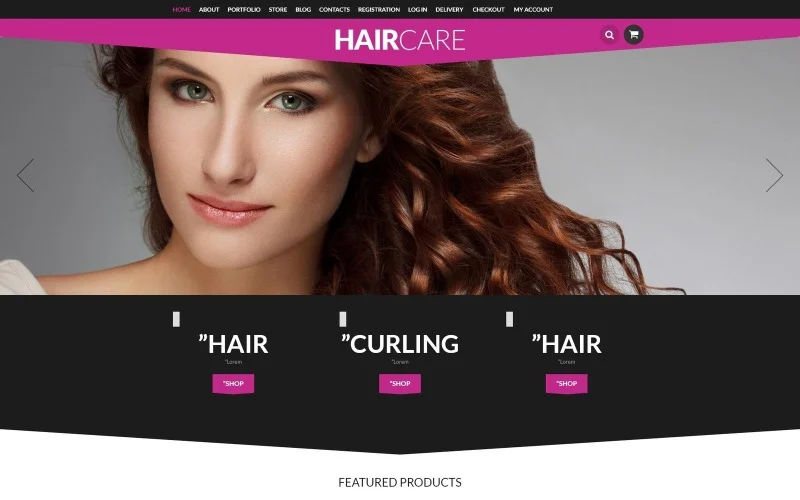 HOME ABOUT PORTFOLIO STORE BLOG CONTACTS REGISTRATION LOG IN DELIVERY CHECKOUT MY ACCOUNT
HAIRCARE
”HAIR ”CURLING ”HAIR
"Lorem "Lorem "Lorem
"SHOP "SHOP "SHOP
FEATURED PRODUCTS